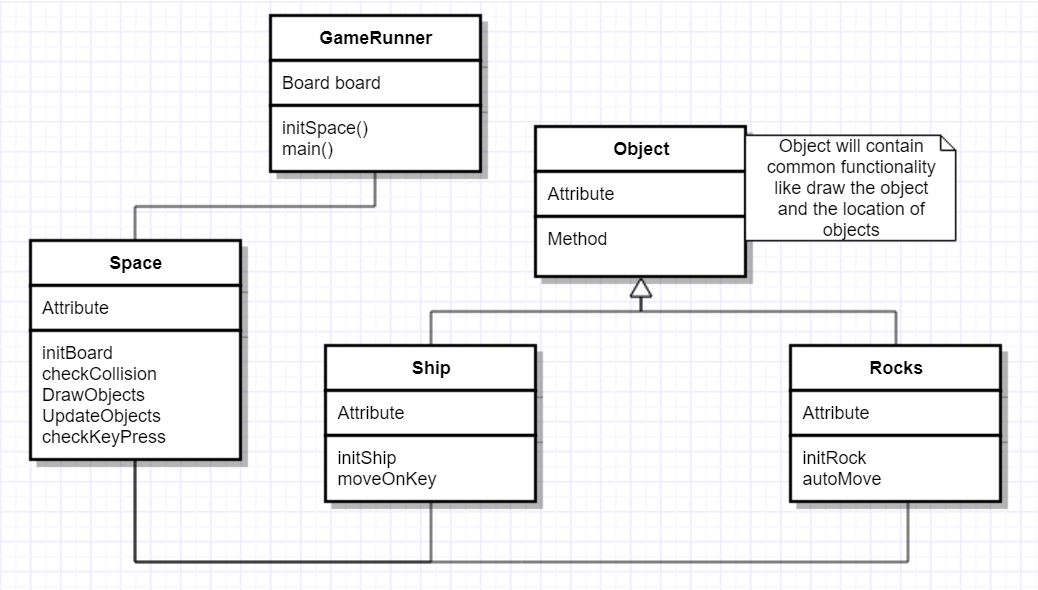 GameRunner
Board board
initSpace()
main()
Object
Attribute
Method
Object will contain
common functionality
like draw the object
and the location of
objects
Space
Attribute
initBoard
checkCollision
DrawObjects
UpdateObjects
checkKeyPress
Ship
Attribute
initShip
moveOnKey
Rocks
Attribute
initRock
autoMove